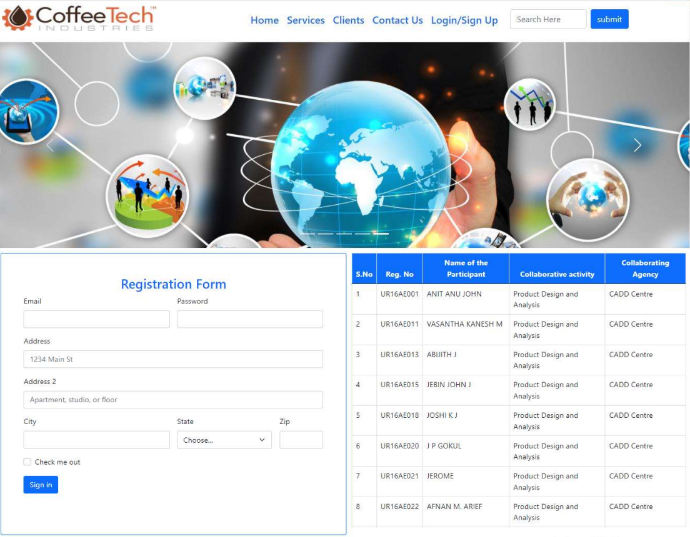 CoffeeTech™
INDUSTRIES
Home Services Clients Contact Us Login/Sign Up Search Here submit
Registration Form
Email Password
Address
1234 Main St
Address 2
Apartment, studio, or floor
City State Zip
Choose...
Check me out
Sign in
S.No Reg. No Name of the Participant Collaborative activity Collaborating Agency
1 UR16AE001 ANIT ANU JOHN Product Design and Analysis CADD Centre
2 UR16AE011 VASANTHA KANESH M Product Design and Analysis CADD Centre
3 UR16AE013 ABIJITH J Product Design and Analysis CADD Centre
4 UR16AE015 JEBIN JOHN J Product Design and Analysis CADD Centre
5 UR16AE018 JOSHI K J Product Design and Analysis CADD Centre
6 UR16AE020 J P GOKUL Product Design and Analysis CADD Centre
7 UR16AE021 JEROME Product Design and Analysis CADD Centre
8 UR16AE022 AFNAN M. ARIEF Product Design and Analysis CADD Centre